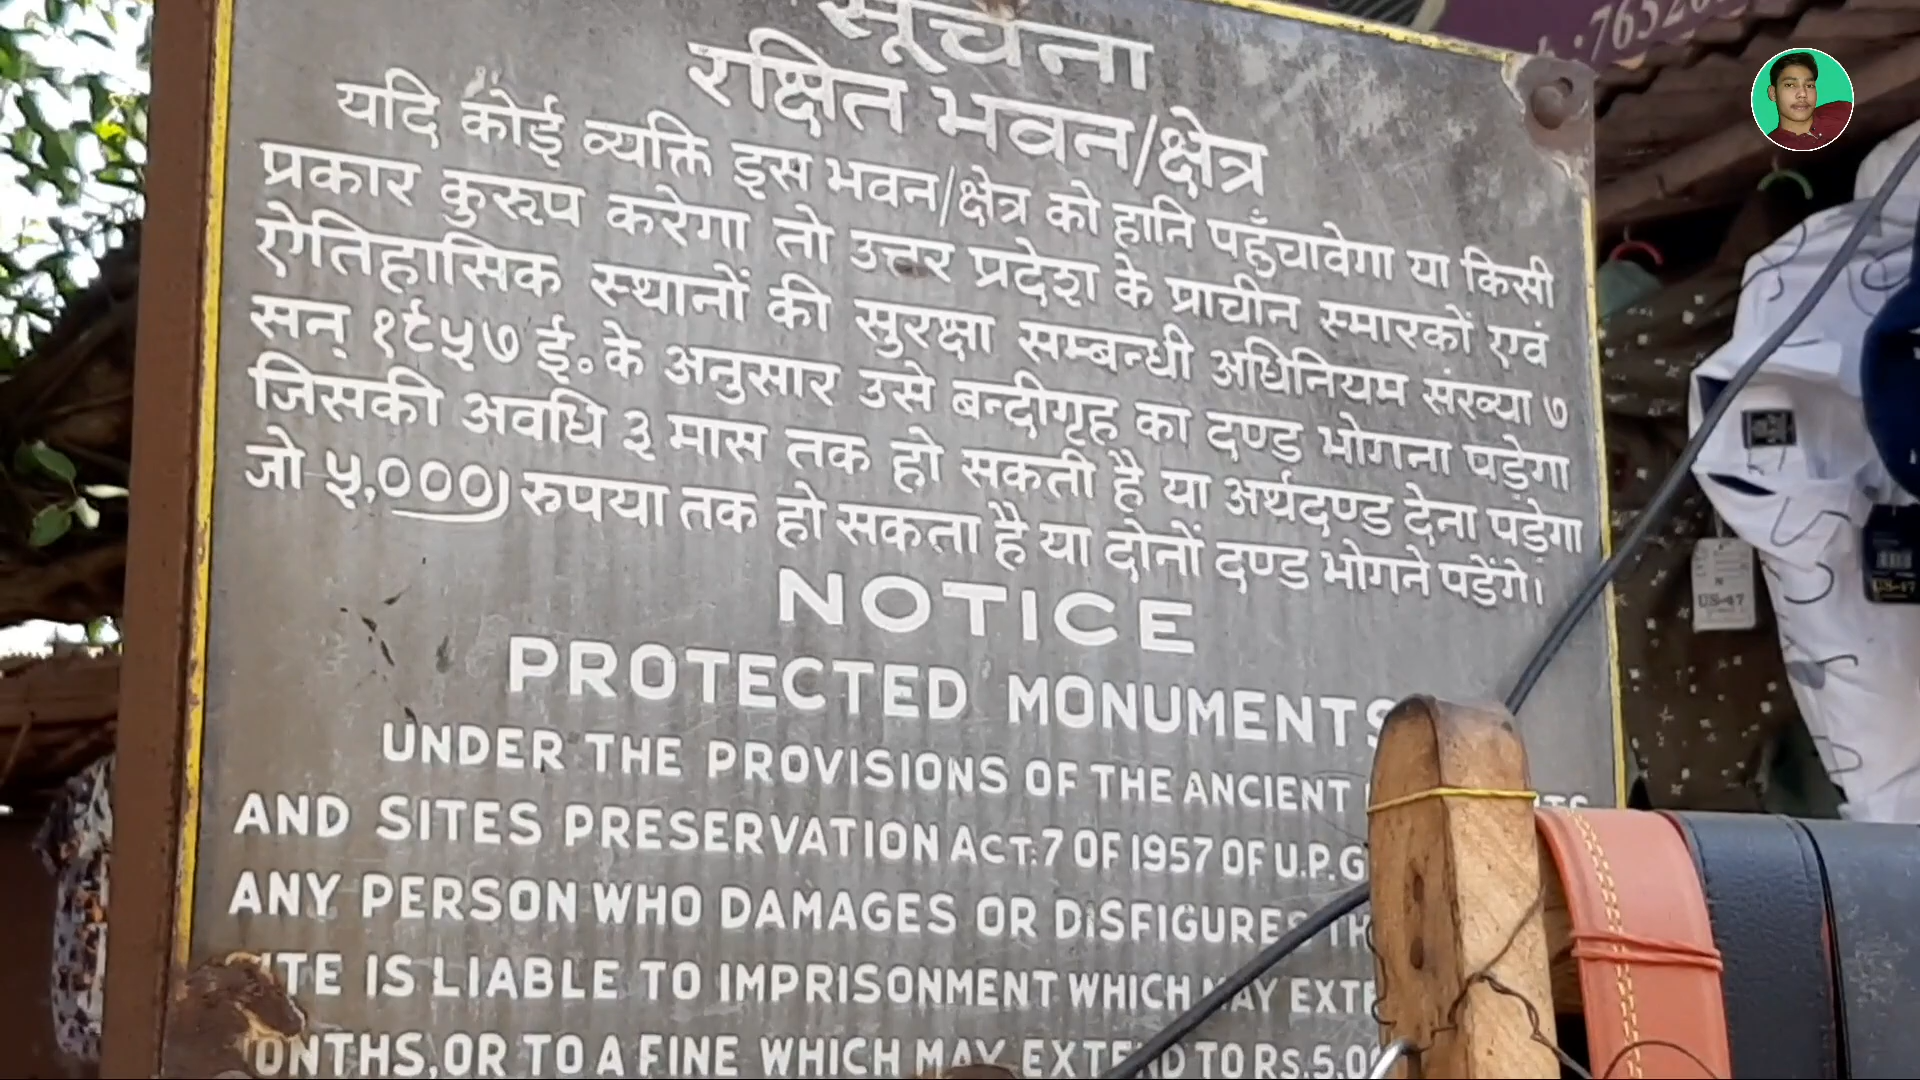 सूचना
रक्षित भवन/क्षेत्र
यदि कोई व्यक्ति इस भवन/क्षेत्र को हानि पहुँचावेगा या किसी
प्रकार कुरूप करेगा तो उत्तर प्रदेश के प्राचीन स्मारकों एवं
ऐतिहासिक स्थानों की सुरक्षा सम्बन्धी अधिनियम संख्या ७
सन् १९५७ ई० के अनुसार उसे बन्दीगृह का दण्ड भोगना पड़ेगा
जिसकी अवधि ३ मास तक हो सकती है या अर्थदण्ड देना पड़ेगा
जो ५,००० रुपया तक हो सकता है या दोनों दण्ड भोगने पड़ेंगे।
NOTICE
PROTECTED MONUMENTS
UNDER THE PROVISIONS OF THE ANCIENT
AND SITES PRESERVATION ACT:7 OF 1957 OF U.P.G
ANY PERSON WHO DAMAGES OR DISFIGURES
IS LIABLE TO IMPRISONMENT WHICH MAY
OR TO A FINE WHICH MAY EXTEND TO RS.